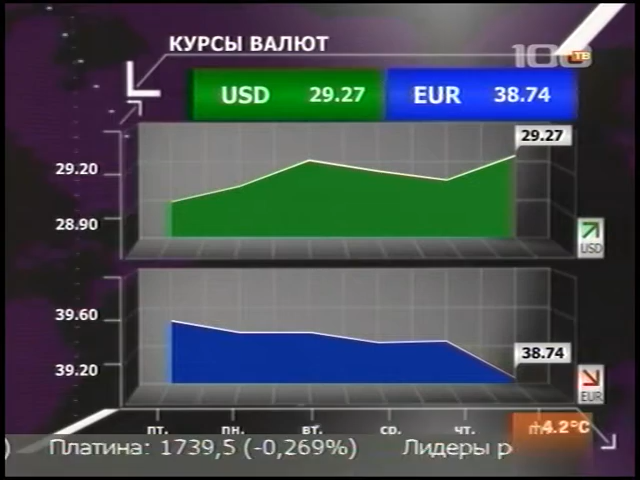 КУРСЫ ВАЛЮТ
100 ТВ
USD 29.27 EUR 38.74
29.27
29.20
28.90
USD
39.60
38.74
39.20
EUR
пт. пн. вт. ср. чт.
-4.2°C
) Платина: 1739,5 (-0,269%) Лидеры р